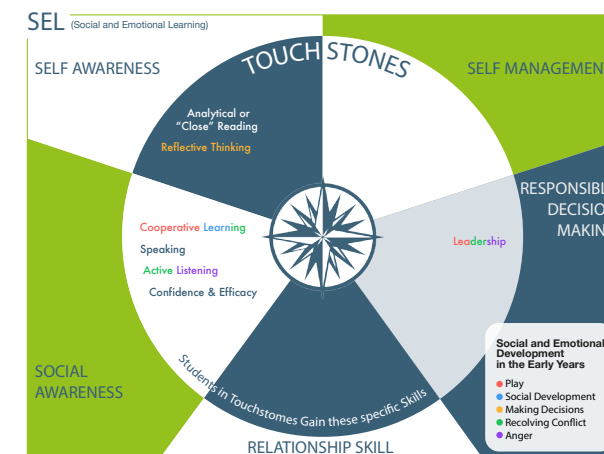 SEL (Social and Emotional Learning)
SELF AWARENESS
TOUCHSTONES
SELF MANAGEMEN
Analytical or
"Close" Reading
Reflective Thinking
RESPONSIBL
DECISIO
MAKIN
Cooperative Learning
Speaking
Active Listening
Confidence & Efficacy
Leadership
SOCIAL
AWARENESS
Students in Touchstomes Gain these specific Skills
RELATIONSHIP SKILL
Social and Emotional
Development
in the Early Years
Play
Social Development
Making Decisions
Recolving Conflict
Anger